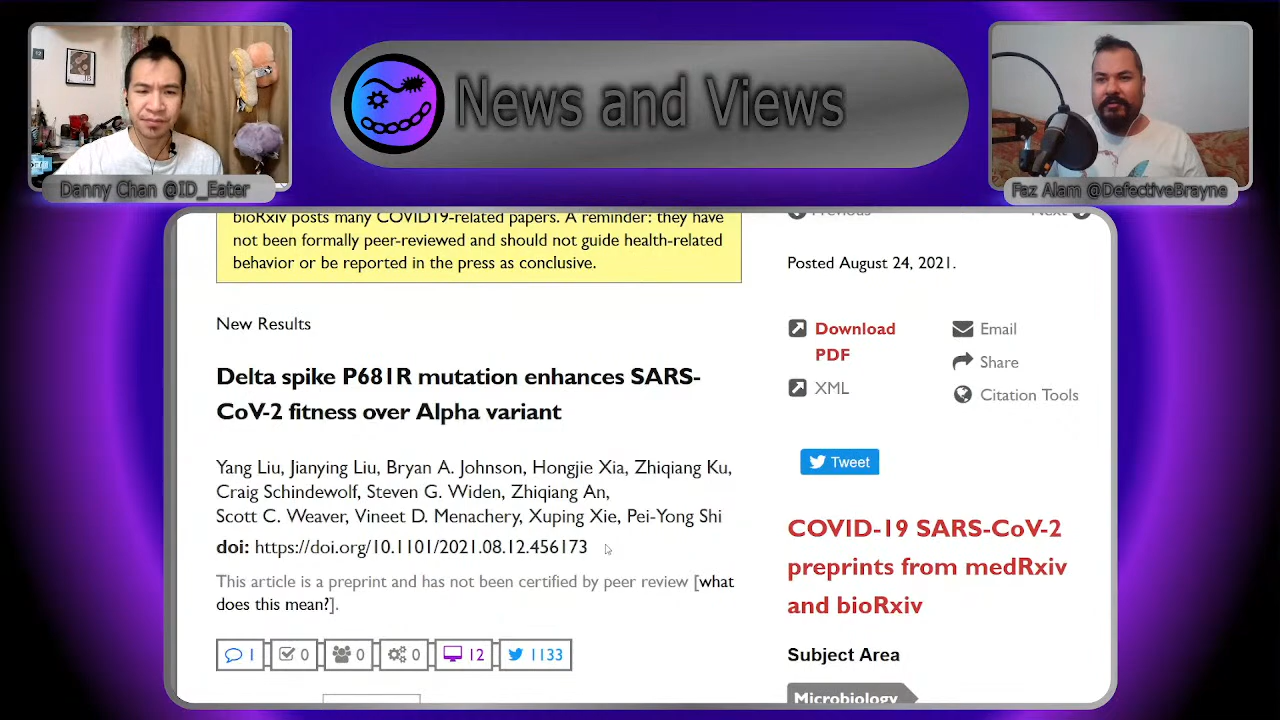 News and Views
Danny Chan @ID_Eater
Faz Alam @DefectiveBrayne
bioRxiv posts many COVID19-related papers. A reminder: they have
not been formally peer-reviewed and should not guide health-related
behavior or be reported in the press as conclusive.
New Results
Delta spike P681R mutation enhances SARS-
CoV-2 fitness over Alpha variant
Yang Liu, Jianying Liu, Bryan A. Johnson, Hongjie Xia, Zhiqiang Ku,
Craig Schindewolf, Steven G. Widen, Zhiqiang An,
Scott C. Weaver, Vineet D. Menachery, Xuping Xie, Pei-Yong Shi
doi: https://doi.org/10.1101/2021.08.12.456173
This article is a preprint and has not been certified by peer review [what
does this mean?].
1 0 0 0 12 1133
Previous Next
Posted August 24, 2021.
Download
PDF
Email
Share
XML
Citation Tools
Tweet
COVID-19 SARS-CoV-2
preprints from medRxiv
and bioRxiv
Subject Area
Microbiology